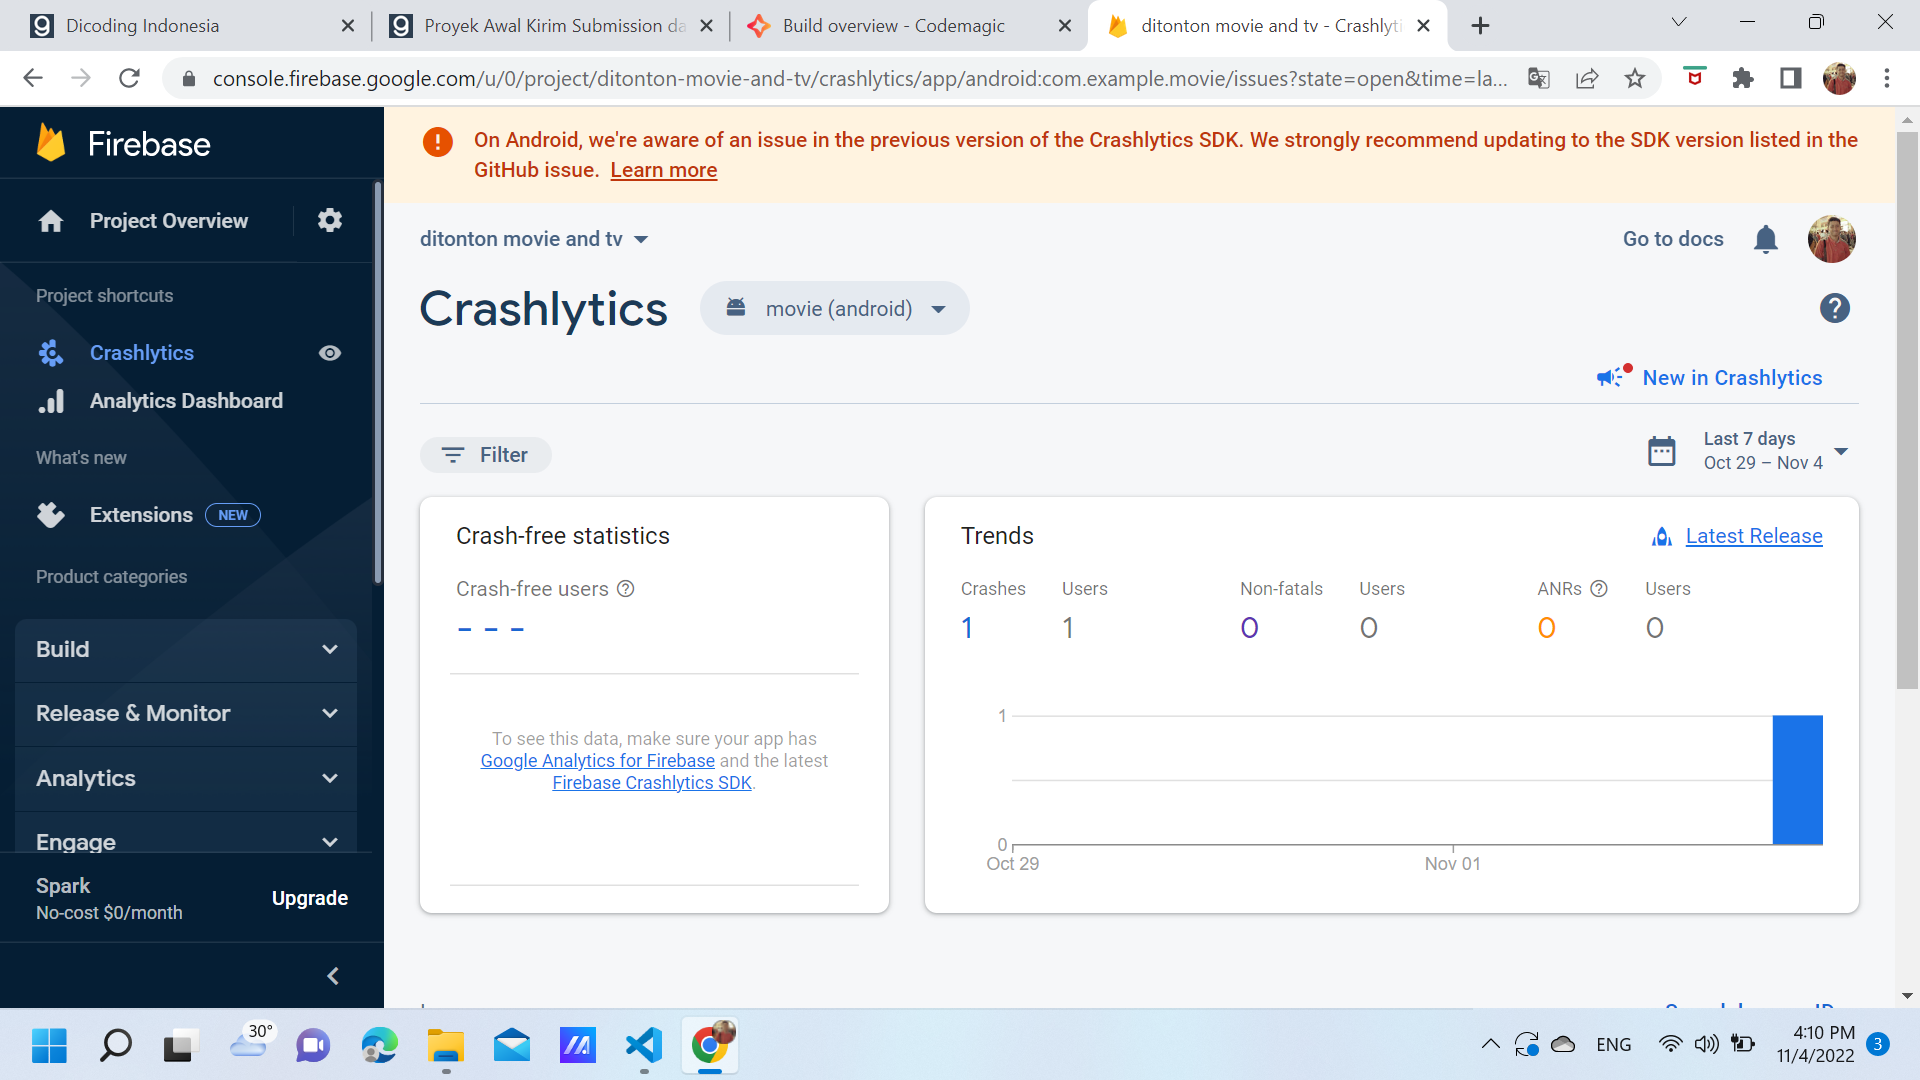 Dicoding Indonesia
Proyek Awal Kirim Submission da
Build overview - Codemagic
ditonton movie and tv - Crashlyti
console.firebase.google.com/u/0/project/ditonton-movie-and-tv/crashlytics/app/android:com.example.movie/issues?state=open&time=la...
Firebase
Project Overview
Project shortcuts
Crashlytics
Analytics Dashboard
What's new
Extensions NEW
Product categories
Build
Release & Monitor
Analytics
Engage
Spark
No-cost $0/month
Upgrade
On Android, we're aware of an issue in the previous version of the Crashlytics SDK. We strongly recommend updating to the SDK version listed in the
GitHub issue. Learn more
ditonton movie and tv
Go to docs
Crashlytics
movie (android)
New in Crashlytics
Filter
Last 7 days
Oct 29 – Nov 4
Crash-free statistics
Crash-free users
- - -
To see this data, make sure your app has
Google Analytics for Firebase and the latest
Firebase Crashlytics SDK.
Trends
Latest Release
Crashes Users Non-fatals Users ANRs Users
1 1 0 0 0 0
1
0
Oct 29 Nov 01
30°
ENG
4:10 PM
11/4/2022
3